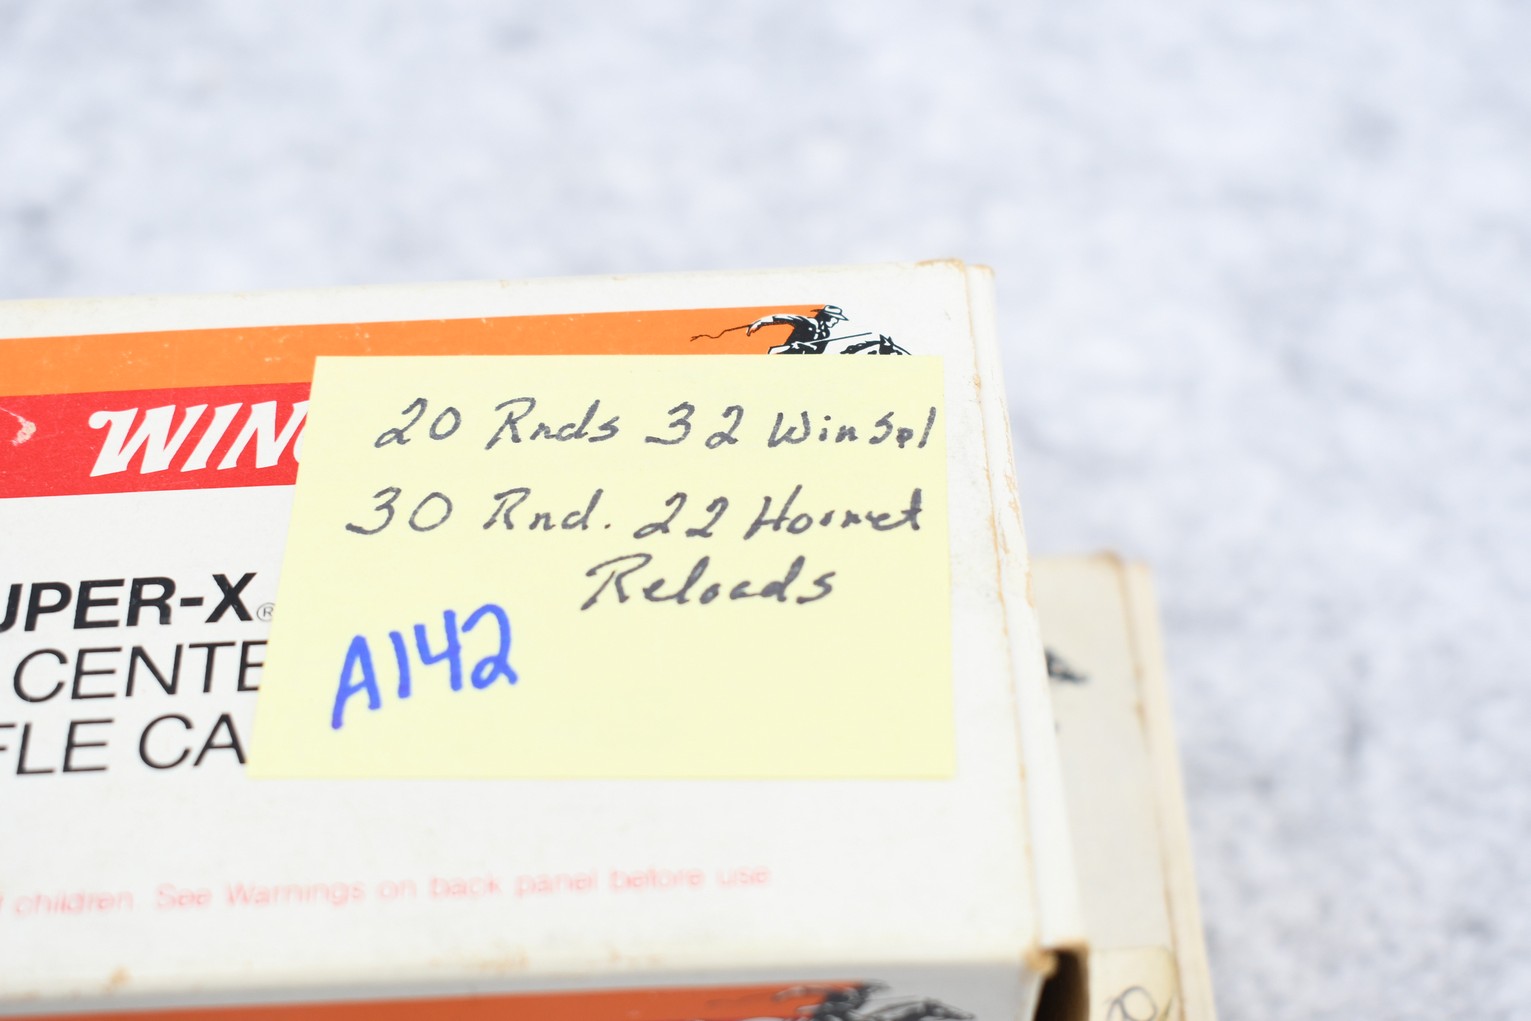 20 Rnds 32 Win Spl
30 Rnd. 22 Hornet
Reloads
A142
WIN
UPER-X®
CENTE
FLE CA
children. See Warnings on back panel before use